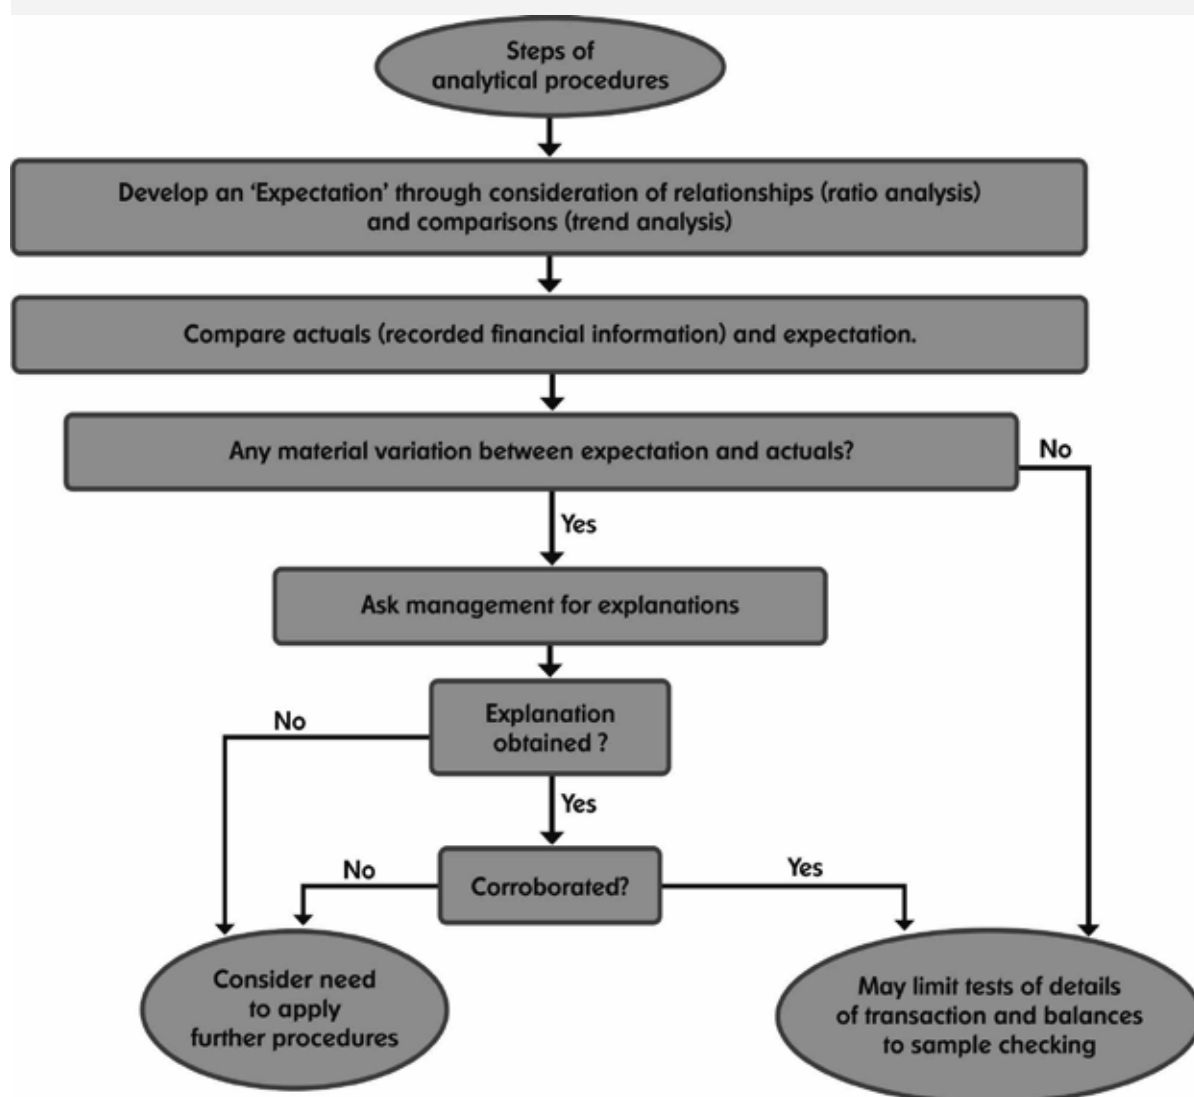 Steps of
analytical procedures
Develop an ‘Expectation’ through consideration of relationships (ratio analysis)
and comparisons (trend analysis)
Compare actuals (recorded financial information) and expectation.
Any material variation between expectation and actuals?
No
Yes
Ask management for explanations
Explanation
obtained ?
No
Yes
Corroborated?
No
Yes
Consider need
to apply
further procedures
May limit tests of details
of transaction and balances
to sample checking